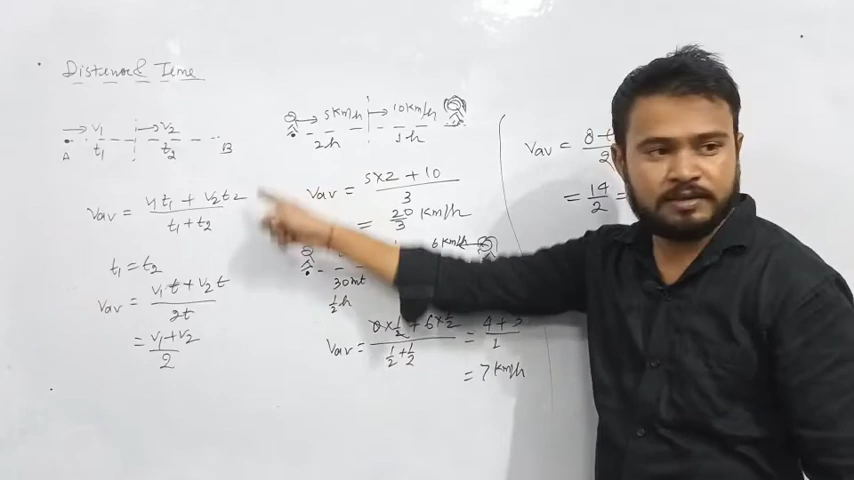 Distance & Time
v₁ v₂
A t₁ t₂ B
Vav = v₁t₁ + v₂t₂ / t₁+t₂
t₁ = t₂
Vav = v₁t + v₂t / 2t
= v₁+v₂ / 2
5km/h 10km/h
2h 1h
Vav = 5×2 + 10 / 3
= 20/3 km/h
6km/h
30mt
½h
Vav = ×½ + 6×½ / ½+½ = 4+3 / 1
= 7 km/h
Vav = 8 / 2
= 14/2 =